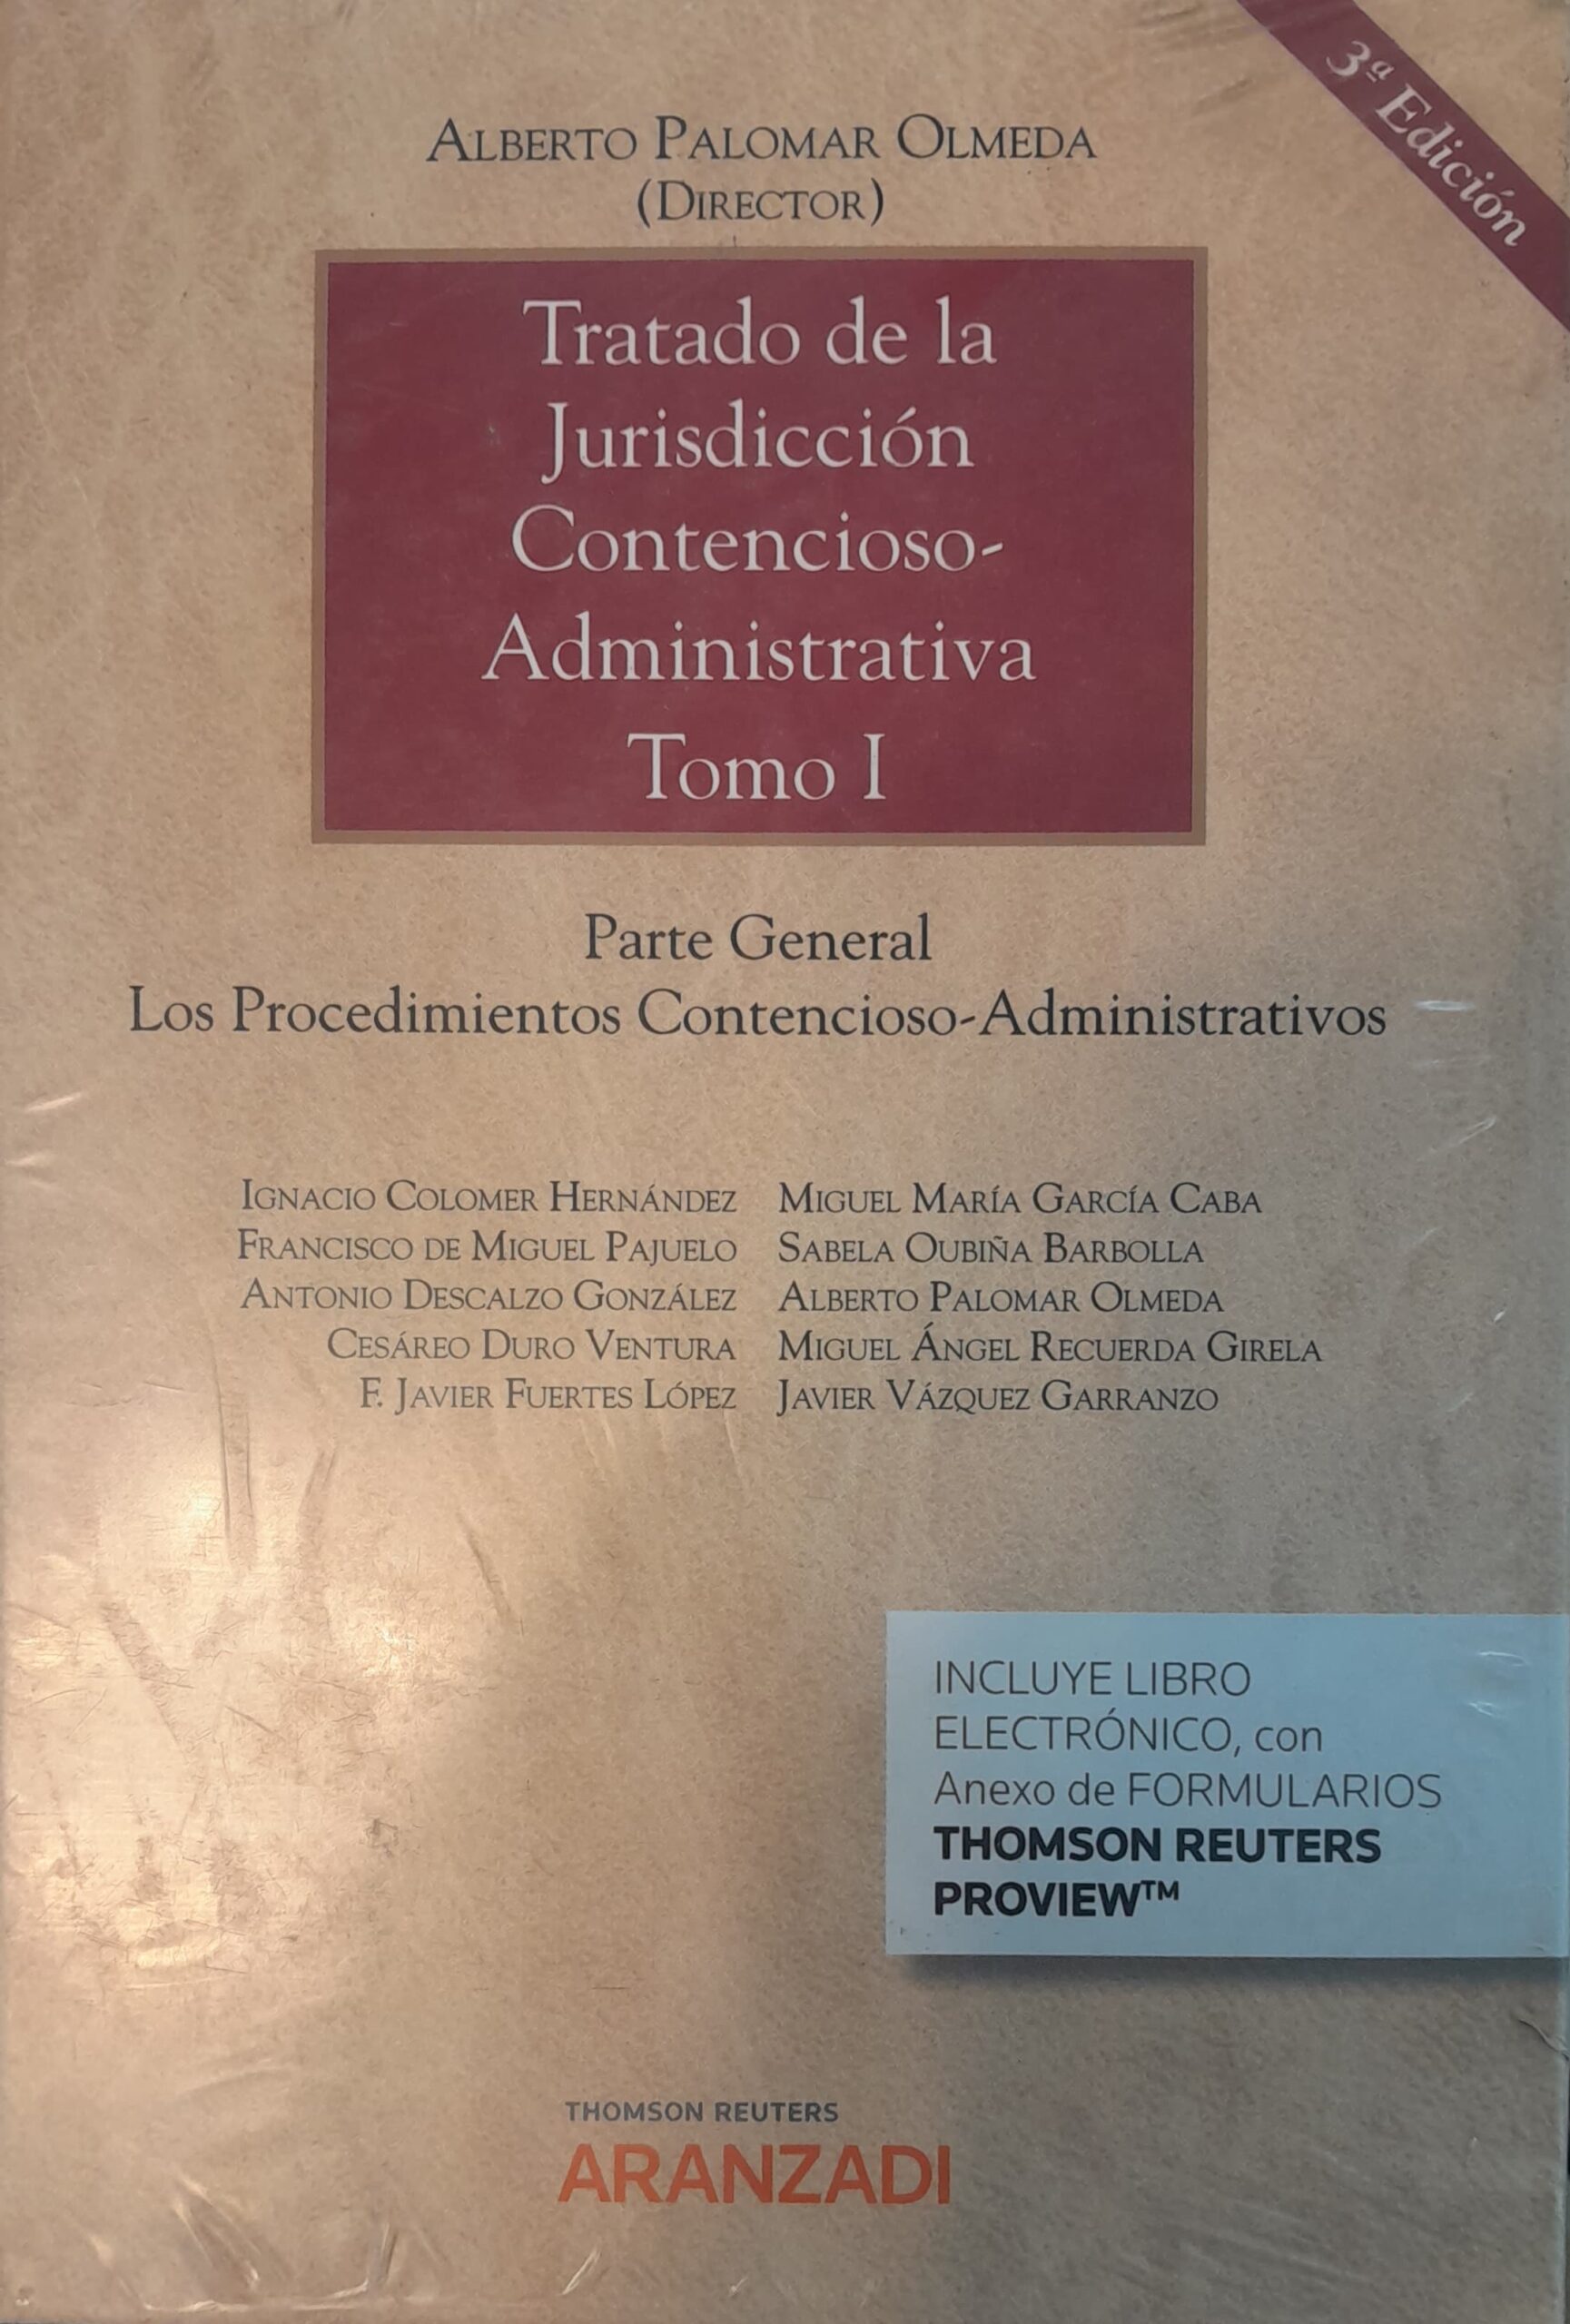 3ª Edición
ALBERTO PALOMAR OLMEDA
(DIRECTOR)
Tratado de la
Jurisdicción
Contencioso-
Administrativa
Tomo I
Parte General
Los Procedimientos Contencioso-Administrativos
IGNACIO COLOMER HERNÁNDEZ
FRANCISCO DE MIGUEL PAJUELO
ANTONIO DESCALZO GONZÁLEZ
CESÁREO DURO VENTURA
F. JAVIER FUERTES LÓPEZ
MIGUEL MARÍA GARCÍA CABA
SABELA OUBIÑA BARBOLLA
ALBERTO PALOMAR OLMEDA
MIGUEL ÁNGEL RECUERDA GIRELA
JAVIER VÁZQUEZ GARRANZO
INCLUYE LIBRO
ELECTRÓNICO, con
Anexo de FORMULARIOS
THOMSON REUTERS
PROVIEW™
THOMSON REUTERS
ARANZADI